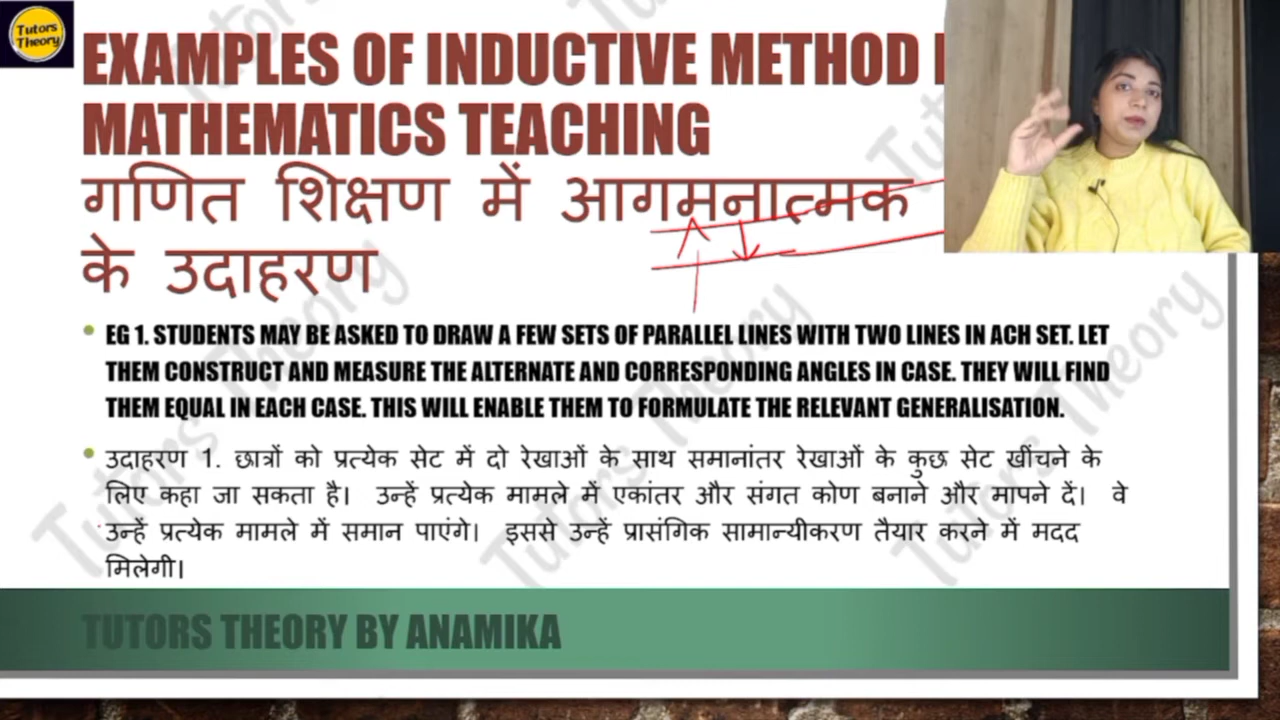 Tutors
Theory
EXAMPLES OF INDUCTIVE METHOD
MATHEMATICS TEACHING
गणित शिक्षण में आगमनात्मक
के उदाहरण
EG 1. STUDENTS MAY BE ASKED TO DRAW A FEW SETS OF PARALLEL LINES WITH TWO LINES IN ACH SET. LET
THEM CONSTRUCT AND MEASURE THE ALTERNATE AND CORRESPONDING ANGLES IN CASE. THEY WILL FIND
THEM EQUAL IN EACH CASE. THIS WILL ENABLE THEM TO FORMULATE THE RELEVANT GENERALISATION.
उदाहरण 1. छात्रों को प्रत्येक सेट में दो रेखाओं के साथ समानांतर रेखाओं के कुछ सेट खींचने के
लिए कहा जा सकता है। उन्हें प्रत्येक मामले में एकांतर और संगत कोण बनाने और मापने दें। वे
उन्हें प्रत्येक मामले में समान पाएंगे। इससे उन्हें प्रासंगिक सामान्यीकरण तैयार करने में मदद
मिलेगी।
TUTORS THEORY BY ANAMIKA